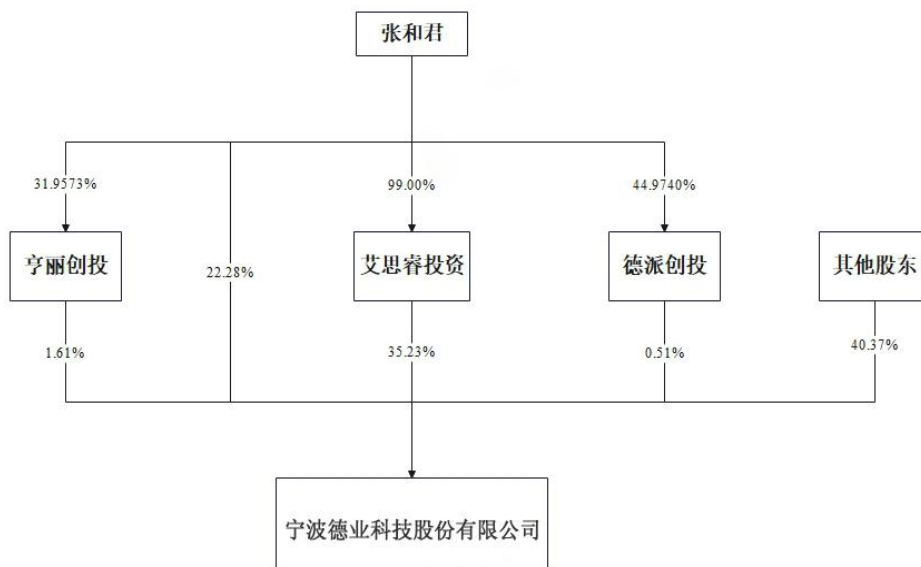 张和君
31.9573%
99.00%
44.9740%
亨丽创投
22.28%
艾思睿投资
德派创投
其他股东
1.61%
35.23%
0.51%
40.37%
宁波德业科技股份有限公司